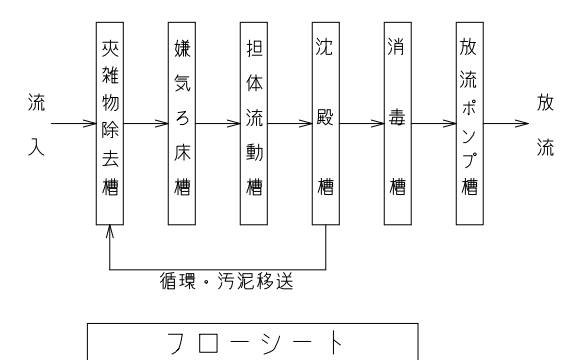 流入
夾雑物除去槽
嫌気ろ床槽
担体流動槽
沈殿槽
消毒槽
放流ポンプ槽
放流
循環・汚泥移送
フローシート